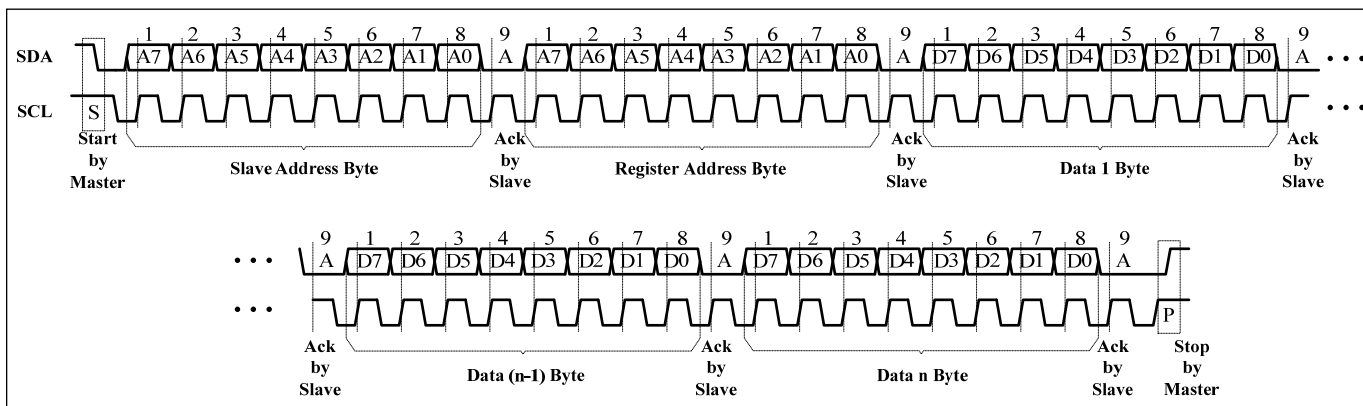 1 2 3 4 5 6 7 8 9 1 2 3 4 5 6 7 8 9 1 2 3 4 5 6 7 8 9
SDA A7 A6 A5 A4 A3 A2 A1 A0 A A7 A6 A5 A4 A3 A2 A1 A0 A D7 D6 D5 D4 D3 D2 D1 D0 A • • •
SCL S • • •
Start by Master
Slave Address Byte
Ack by Slave
Register Address Byte
Ack by Slave
Data 1 Byte
Ack by Slave
9 1 2 3 4 5 6 7 8 9 1 2 3 4 5 6 7 8 9
• • • A D7 D6 D5 D4 D3 D2 D1 D0 A D7 D6 D5 D4 D3 D2 D1 D0 A
• • • P
Ack by Slave
Data (n-1) Byte
Ack by Slave
Data n Byte
Ack by Slave
Stop by Master